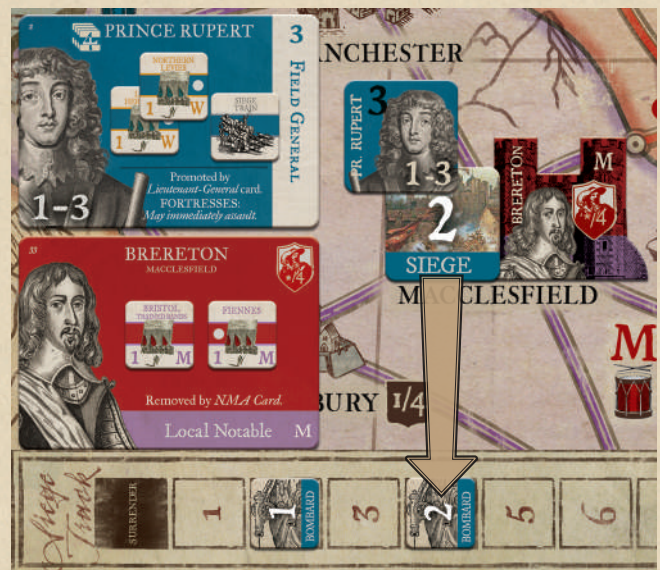 PRINCE RUPERT
3
FIELD GENERAL
NORTHERN
LEVIES
1 W
1 W
SIEGE
TRAIN
1-3
Promoted by
Lieutenant-General card.
FORTRESSES:
May immediately assault.
33
BRERETON
MACCLESFIELD
/4
BRISTOL
TRAINED BANDS
1 M
FIENNES
1 M
Removed by NMA Card.
Local Notable M
NCHESTER
PR. RUPERT
3
1-3
2
SIEGE
BRERETON
M
/4
MACCLESFIELD
M
BURY
1/4
Siege
Track
SURRENDER
1
1
BOMBARD
3
2
BOMBARD
5
6